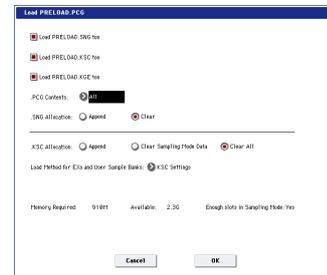 Load PRELOAD.PCG
Load PRELOAD.SNG too
Load PRELOAD.KSC too
Load PRELOAD.KGE too
.PCG Contents: All
.SNG Allocation: Append Clear
.KSC Allocation: Append Clear Sampling Mode Data Clear All
Load Method for EXs and User Sample Banks: KSC Settings
Memory Required: 910M Available: 2.3G Enough slots in Sampling Mode: Yes
Cancel OK